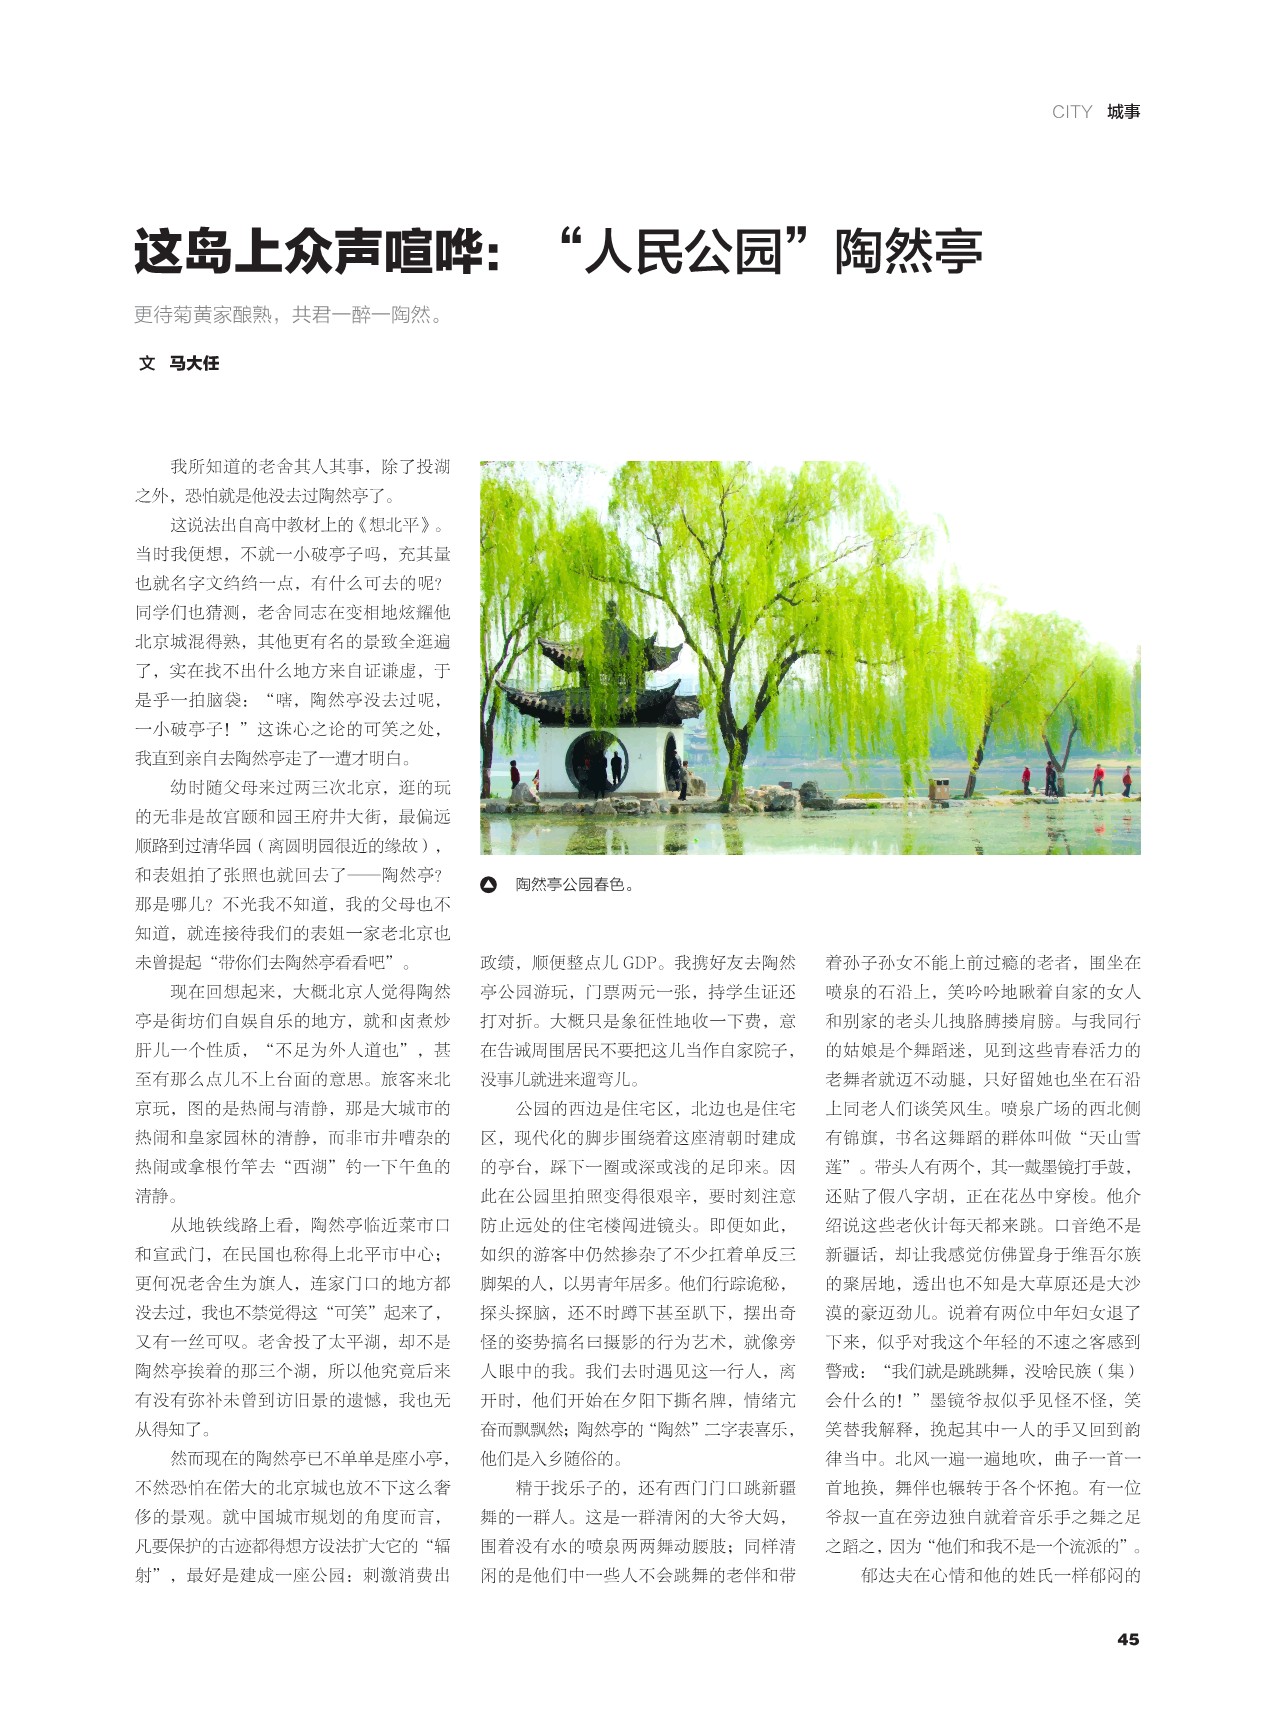 CITY 城事
这岛上众声喧哗：“人民公园”陶然亭
更待菊黄家酿熟，共君一醉一陶然。
文 马大任
我所知道的老舍其人其事，除了投湖
之外，恐怕就是他没去过陶然亭了。
这说法出自高中教材上的《想北平》。
当时我便想，不就一小破亭子吗，充其量
也就名字文绉绉一点，有什么可去的呢？
同学们也猜测，老舍同志在变相地炫耀他
北京城混得熟，其他更有名的景致全逛遍
了，实在找不出什么地方来自证谦虚，于
是乎一拍脑袋：“嗐，陶然亭没去过呢，
一小破亭子！”这诛心之论的可笑之处，
我直到亲自去陶然亭走了一遭才明白。
幼时随父母来过两三次北京，逛的玩
的无非是故宫颐和园王府井大街，最偏远
顺路到过清华园（离圆明园很近的缘故），
和表姐拍了张照也就回去了——陶然亭？
那是哪儿？不光我不知道，我的父母也不
知道，就连接待我们的表姐一家老北京也
未曾提起“带你们去陶然亭看看吧”。
现在回想起来，大概北京人觉得陶然
亭是街坊们自娱自乐的地方，就和卤煮炒
肝儿一个性质，“不足为外人道也”，甚
至有那么点儿不上台面的意思。旅客来北
京玩，图的是热闹与清静，那是大城市的
热闹和皇家园林的清静，而非市井嘈杂的
热闹或拿根竹竿去“西湖”钓一下午鱼的
清静。
从地铁线路上看，陶然亭临近菜市口
和宣武门，在民国也称得上北平市中心；
更何况老舍生为旗人，连家门口的地方都
没去过，我也不禁觉得这“可笑”起来了，
又有一丝可叹。老舍投了太平湖，却不是
陶然亭挨着的那三个湖，所以他究竟后来
有没有弥补未曾到访旧景的遗憾，我也无
从得知了。
然而现在的陶然亭已不单单是座小亭，
不然恐怕在偌大的北京城也放不下这么奢
侈的景观。就中国城市规划的角度而言，
凡要保护的古迹都得想方设法扩大它的“辐
射”，最好是建成一座公园：刺激消费出
陶然亭公园春色。
政绩，顺便整点儿 GDP。我携好友去陶然
亭公园游玩，门票两元一张，持学生证还
打对折。大概只是象征性地收一下费，意
在告诫周围居民不要把这儿当作自家院子，
没事儿就进来遛弯儿。
公园的西边是住宅区，北边也是住宅
区，现代化的脚步围绕着这座清朝时建成
的亭台，踩下一圈或深或浅的足印来。因
此在公园里拍照变得很艰辛，要时刻注意
防止远处的住宅楼闯进镜头。即便如此，
如织的游客中仍然掺杂了不少扛着单反三
脚架的人，以男青年居多。他们行踪诡秘，
探头探脑，还不时蹲下甚至趴下，摆出奇
怪的姿势搞名曰摄影的行为艺术，就像旁
人眼中的我。我们去时遇见这一行人，离
开时，他们开始在夕阳下撕名牌，情绪亢
奋而飘飘然；陶然亭的“陶然”二字表喜乐，
他们是入乡随俗的。
精于找乐子的，还有西门门口跳新疆
舞的一群人。这是一群清闲的大爷大妈，
围着没有水的喷泉两两舞动腰肢；同样清
闲的是他们中一些人不会跳舞的老伴和带
着孙子孙女不能上前过瘾的老者，围坐在
喷泉的石沿上，笑吟吟地瞅着自家的女人
和别家的老头儿拽胳膊搂肩膀。与我同行
的姑娘是个舞蹈迷，见到这些青春活力的
老舞者就迈不动腿，只好留她也坐在石沿
上同老人们谈笑风生。喷泉广场的西北侧
有锦旗，书名这舞蹈的群体叫做“天山雪
莲”。带头人有两个，其一戴墨镜打手鼓，
还贴了假八字胡，正在花丛中穿梭。他介
绍说这些老伙计每天都来跳。口音绝不是
新疆话，却让我感觉仿佛置身于维吾尔族
的聚居地，透出也不知是大草原还是大沙
漠的豪迈劲儿。说着有两位中年妇女退了
下来，似乎对我这个年轻的不速之客感到
警戒：“我们就是跳跳舞，没啥民族（集）
会什么的！”墨镜爷叔似乎见怪不怪，笑
笑替我解释，挽起其中一人的手又回到韵
律当中。北风一遍一遍地吹，曲子一首一
首地换，舞伴也辗转于各个怀抱。有一位
爷叔一直在旁边独自就着音乐手之舞之足
之蹈之，因为“他们和我不是一个流派的”。
郁达夫在心情和他的姓氏一样郁闷的
45